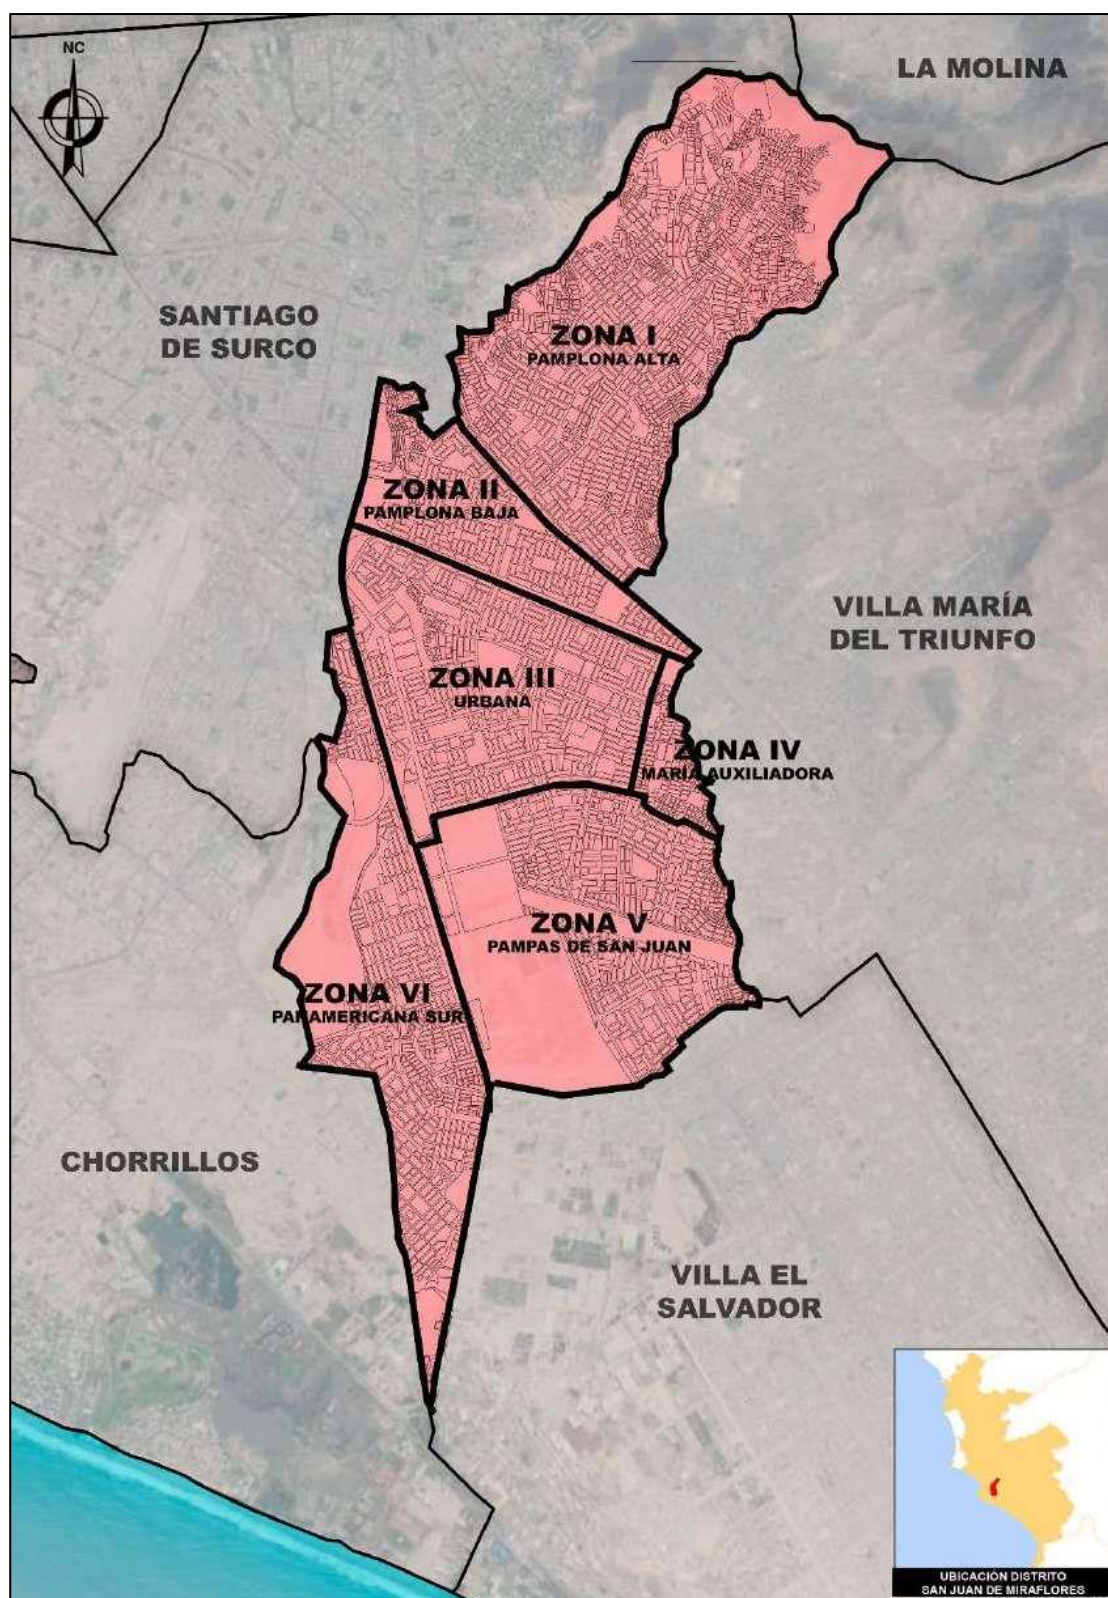 NC
LA MOLINA
SANTIAGO
DE SURCO
ZONA I
PAMPLONA ALTA
ZONA II
PAMPLONA BAJA
VILLA MARÍA
DEL TRIUNFO
ZONA III
URBANA
ZONA IV
MARÍA AUXILIADORA
ZONA V
PAMPAS DE SAN JUAN
ZONA VI
PANAMERICANA SUR
CHORRILLOS
VILLA EL
SALVADOR
UBICACIÓN DISTRITO
SAN JUAN DE MIRAFLORES